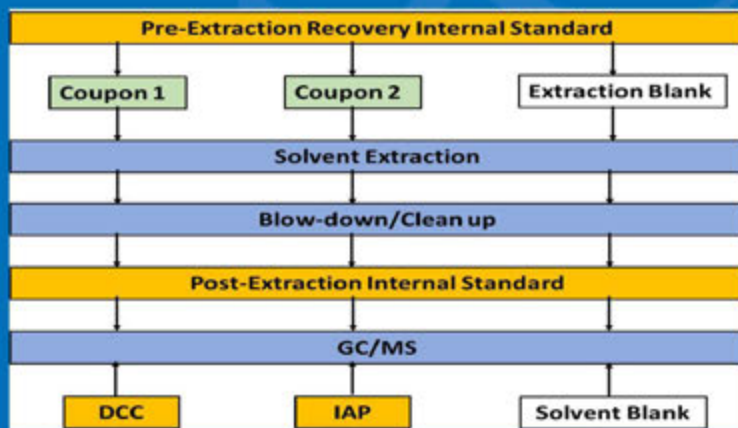 Pre-Extraction Recovery Internal Standard
Coupon 1
Coupon 2
Extraction Blank
Solvent Extraction
Blow-down/Clean up
Post-Extraction Internal Standard
GC/MS
DCC
IAP
Solvent Blank